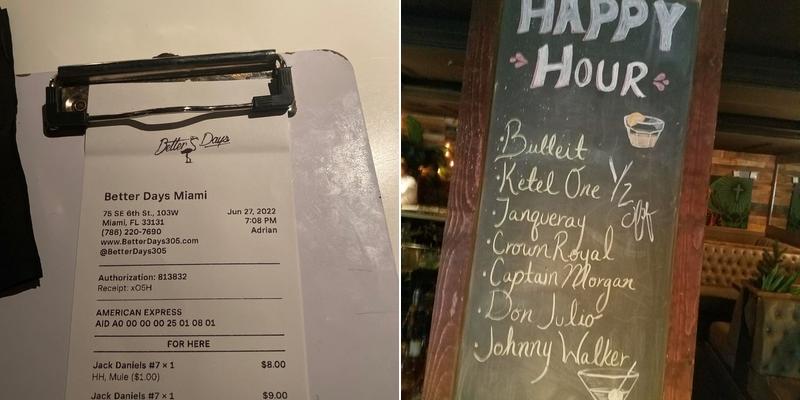 Better Days
Better Days Miami
75 SE 6th St., 103W
Miami, FL 33131
(786) 220-7690
www.BetterDays305.com
@BetterDays305
Jun 27, 2022
7:08 PM
Adrian
Authorization: 813832
Receipt: xO5H
AMERICAN EXPRESS
AID A0 00 00 00 25 01 08 01
FOR HERE
Jack Daniels #7 × 1 $8.00
HH, Mule ($1.00)
Jack Daniels #7 × 1 $9.00
HAPPY
HOUR
·Bulleit
·Ketel One
1/2 off
·Tanqueray
·Crown Royal
·Captain Morgan
·Don Julio
·Johnny Walker